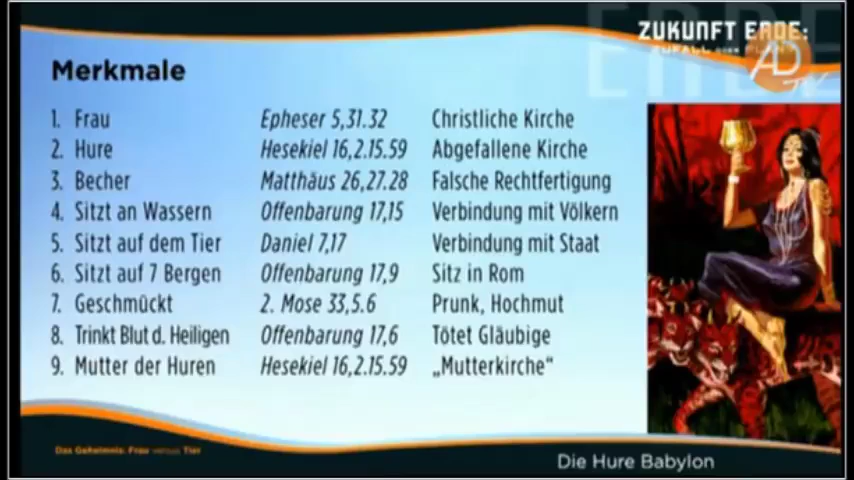 ZUKUNFT ERDE:
ZUFALL ODER PLAN?
AD
TV
Merkmale
1. Frau Epheser 5,31.32 Christliche Kirche
2. Hure Hesekiel 16,2.15.59 Abgefallene Kirche
3. Becher Matthäus 26,27.28 Falsche Rechtfertigung
4. Sitzt an Wassern Offenbarung 17,15 Verbindung mit Völkern
5. Sitzt auf dem Tier Daniel 7,17 Verbindung mit Staat
6. Sitzt auf 7 Bergen Offenbarung 17,9 Sitz in Rom
7. Geschmückt 2. Mose 33,5.6 Prunk, Hochmut
8. Trinkt Blut d. Heiligen Offenbarung 17,6 Tötet Gläubige
9. Mutter der Huren Hesekiel 16,2.15.59 „Mutterkirche“
Das Geheimnis: Frau versus Tier
Die Hure Babylon